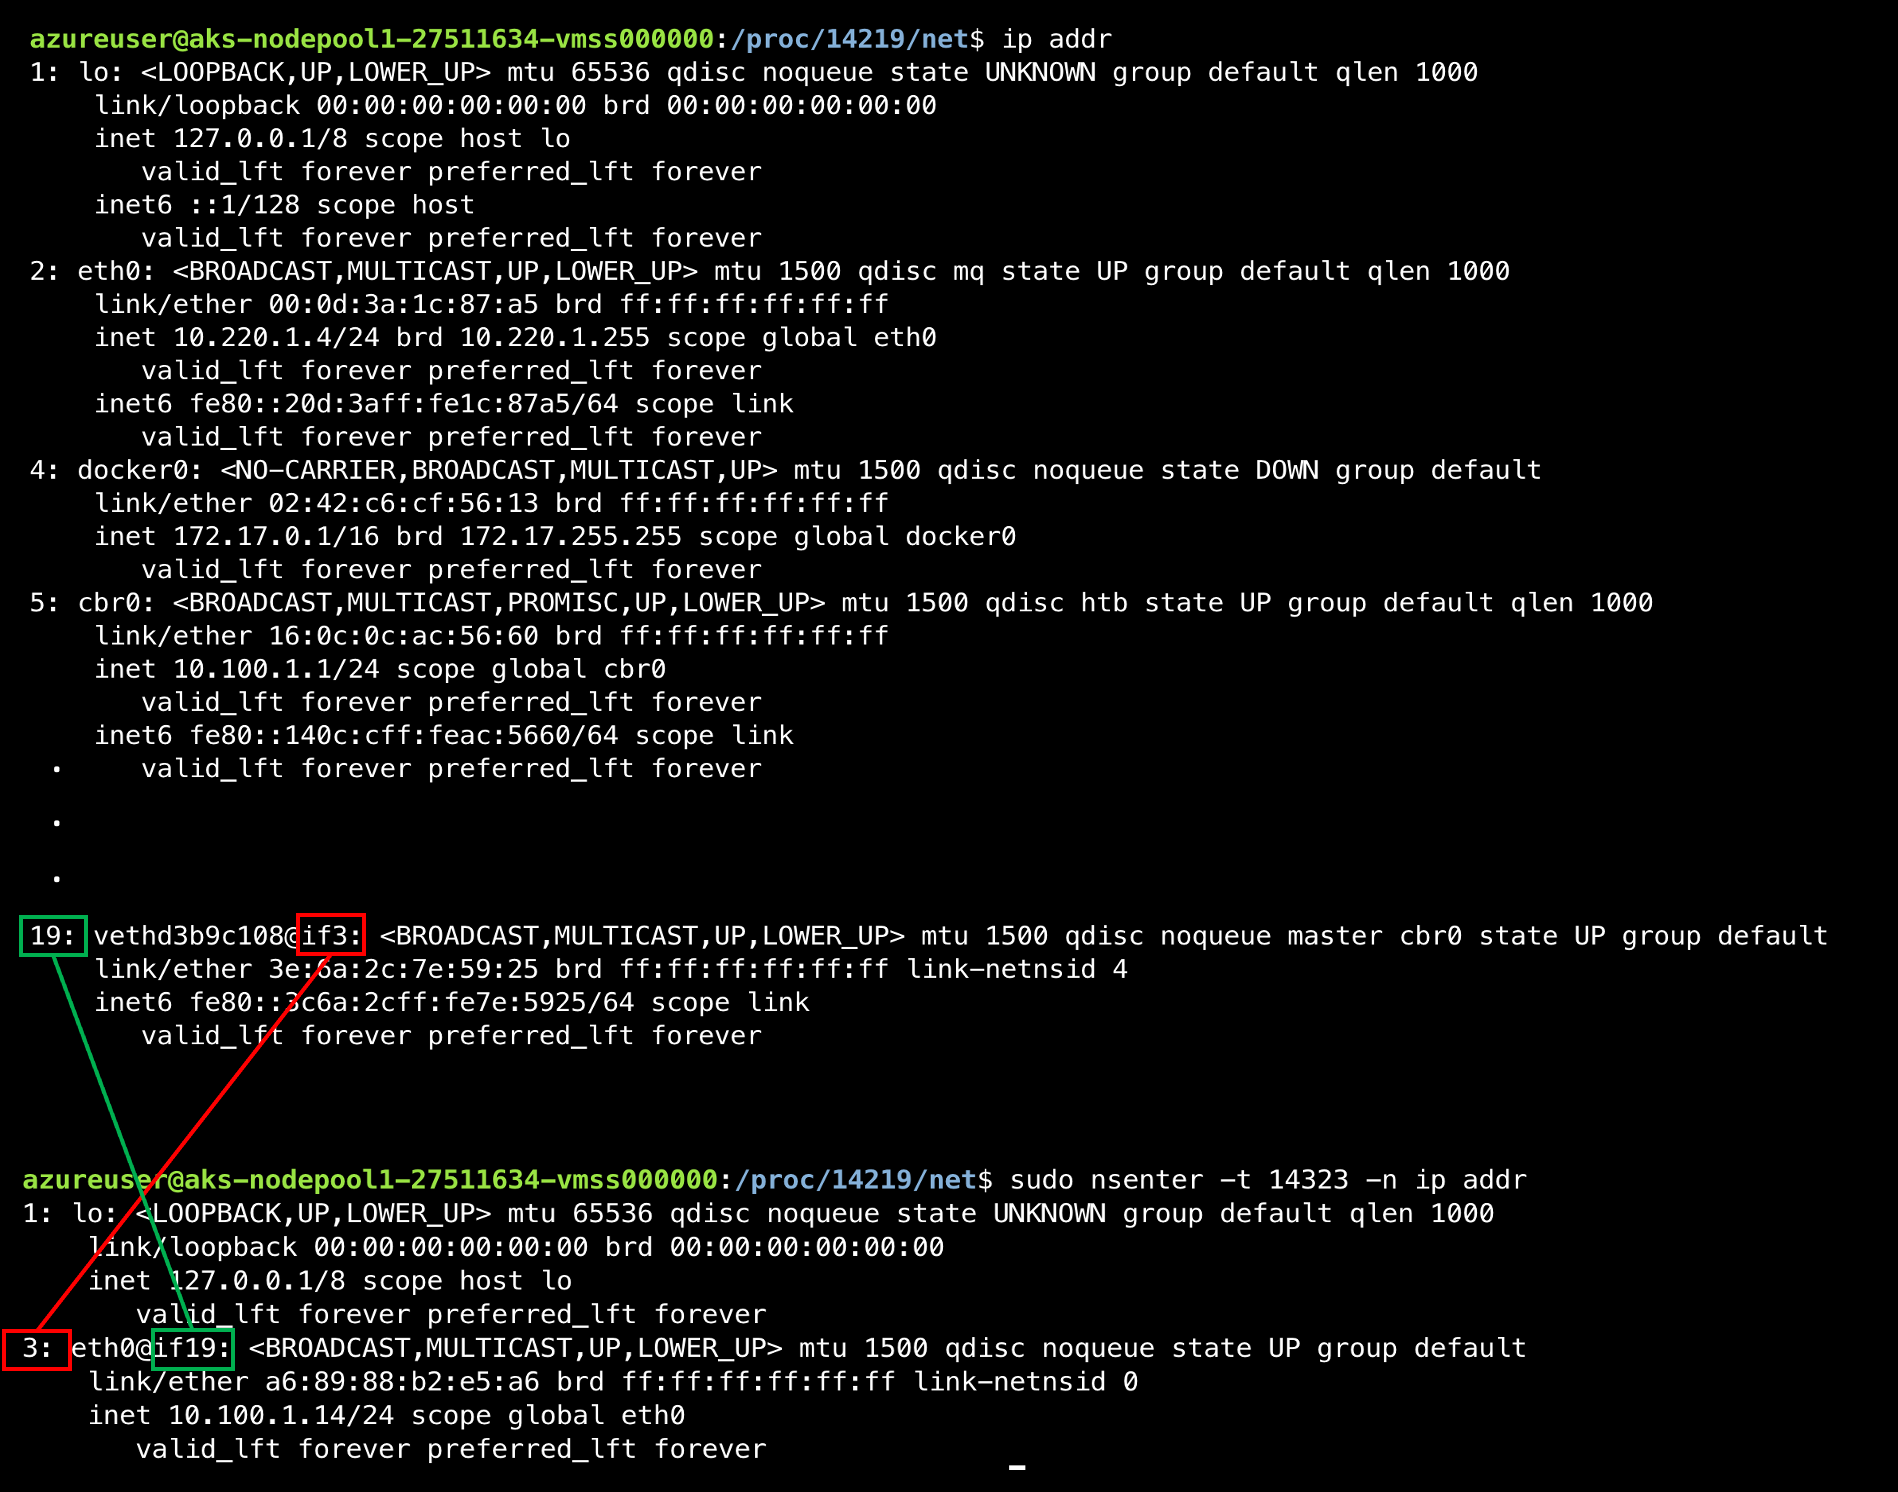 azureuser@aks-nodepool1-27511634-vmss000000:/proc/14219/net$ ip addr
1: lo: <LOOPBACK,UP,LOWER_UP> mtu 65536 qdisc noqueue state UNKNOWN group default qlen 1000
    link/loopback 00:00:00:00:00:00 brd 00:00:00:00:00:00
    inet 127.0.0.1/8 scope host lo
       valid_lft forever preferred_lft forever
    inet6 ::1/128 scope host
       valid_lft forever preferred_lft forever
2: eth0: <BROADCAST,MULTICAST,UP,LOWER_UP> mtu 1500 qdisc mq state UP group default qlen 1000
    link/ether 00:0d:3a:1c:87:a5 brd ff:ff:ff:ff:ff:ff
    inet 10.220.1.4/24 brd 10.220.1.255 scope global eth0
       valid_lft forever preferred_lft forever
    inet6 fe80::20d:3aff:fe1c:87a5/64 scope link
       valid_lft forever preferred_lft forever
4: docker0: <NO-CARRIER,BROADCAST,MULTICAST,UP> mtu 1500 qdisc noqueue state DOWN group default
    link/ether 02:42:c6:cf:56:13 brd ff:ff:ff:ff:ff:ff
    inet 172.17.0.1/16 brd 172.17.255.255 scope global docker0
       valid_lft forever preferred_lft forever
5: cbr0: <BROADCAST,MULTICAST,PROMISC,UP,LOWER_UP> mtu 1500 qdisc htb state UP group default qlen 1000
    link/ether 16:0c:0c:ac:56:60 brd ff:ff:ff:ff:ff:ff
    inet 10.100.1.1/24 scope global cbr0
       valid_lft forever preferred_lft forever
    inet6 fe80::140c:cff:feac:5660/64 scope link
.      valid_lft forever preferred_lft forever
.
.
19: vethd3b9c108@if3: <BROADCAST,MULTICAST,UP,LOWER_UP> mtu 1500 qdisc noqueue master cbr0 state UP group default
    link/ether 3e:6a:2c:7e:59:25 brd ff:ff:ff:ff:ff:ff link-netnsid 4
    inet6 fe80::3c6a:2cff:fe7e:5925/64 scope link
       valid_lft forever preferred_lft forever
azureuser@aks-nodepool1-27511634-vmss000000:/proc/14219/net$ sudo nsenter -t 14323 -n ip addr
1: lo: <LOOPBACK,UP,LOWER_UP> mtu 65536 qdisc noqueue state UNKNOWN group default qlen 1000
    link/loopback 00:00:00:00:00:00 brd 00:00:00:00:00:00
    inet 127.0.0.1/8 scope host lo
       valid_lft forever preferred_lft forever
3: eth0@if19: <BROADCAST,MULTICAST,UP,LOWER_UP> mtu 1500 qdisc noqueue state UP group default
    link/ether a6:89:88:b2:e5:a6 brd ff:ff:ff:ff:ff:ff link-netnsid 0
    inet 10.100.1.14/24 scope global eth0
       valid_lft forever preferred_lft forever